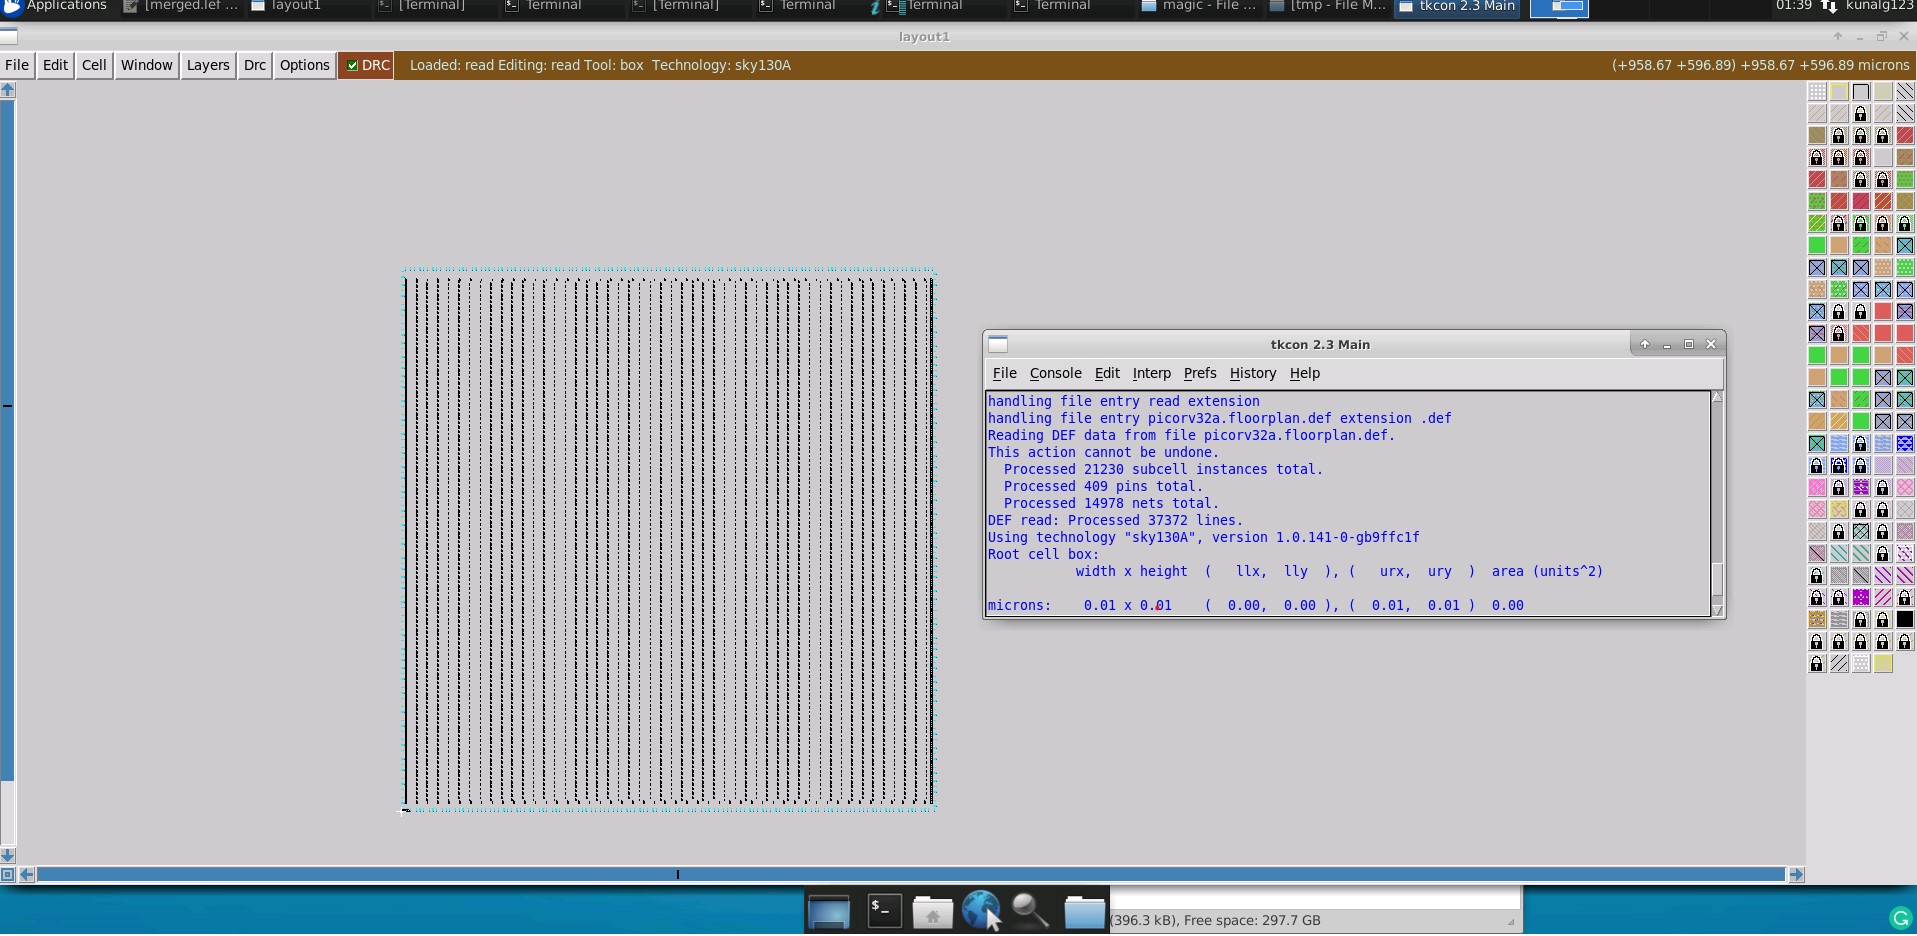 Applications
[merged.lef ...
layout1
[Terminal]
Terminal
[Terminal]
Terminal
Terminal
Terminal
magic - File ...
[tmp - File M...
tkcon 2.3 Main
01:39
kunalg123
layout1
File Edit Cell Window Layers Drc Options DRC Loaded: read Editing: read Tool: box Technology: sky130A (+958.67 +596.89) +958.67 +596.89 microns
tkcon 2.3 Main
File Console Edit Interp Prefs History Help
handling file entry read extension
handling file entry picorv32a.floorplan.def extension .def
Reading DEF data from file picorv32a.floorplan.def.
This action cannot be undone.
Processed 21230 subcell instances total.
Processed 409 pins total.
Processed 14978 nets total.
DEF read: Processed 37372 lines.
Using technology "sky130A", version 1.0.141-0-gb9ffc1f
Root cell box:
width x height ( llx, lly ), ( urx, ury ) area (units^2)
microns: 0.01 x 0.01 ( 0.00, 0.00 ), ( 0.01, 0.01 ) 0.00
$_
(396.3 kB), Free space: 297.7 GB